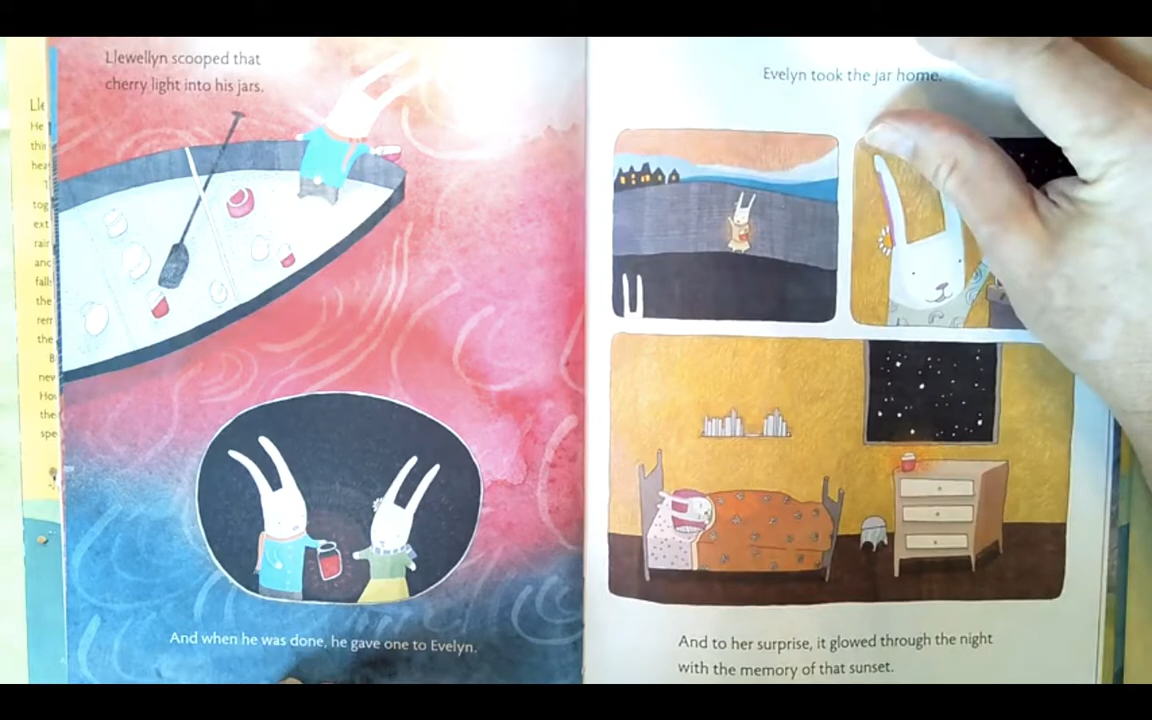 Llewellyn scooped that
cherry light into his jars.
And when he was done, he gave one to Evelyn.
Evelyn took the jar home.
And to her surprise, it glowed through the night
with the memory of that sunset.